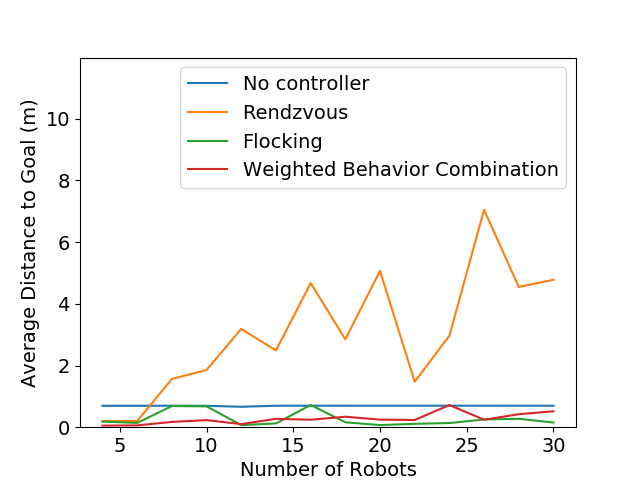 No controller
Rendzvous
Flocking
Weighted Behavior Combination
Average Distance to Goal (m)
10
8
6
4
2
0
5
10
15
20
25
30
Number of Robots